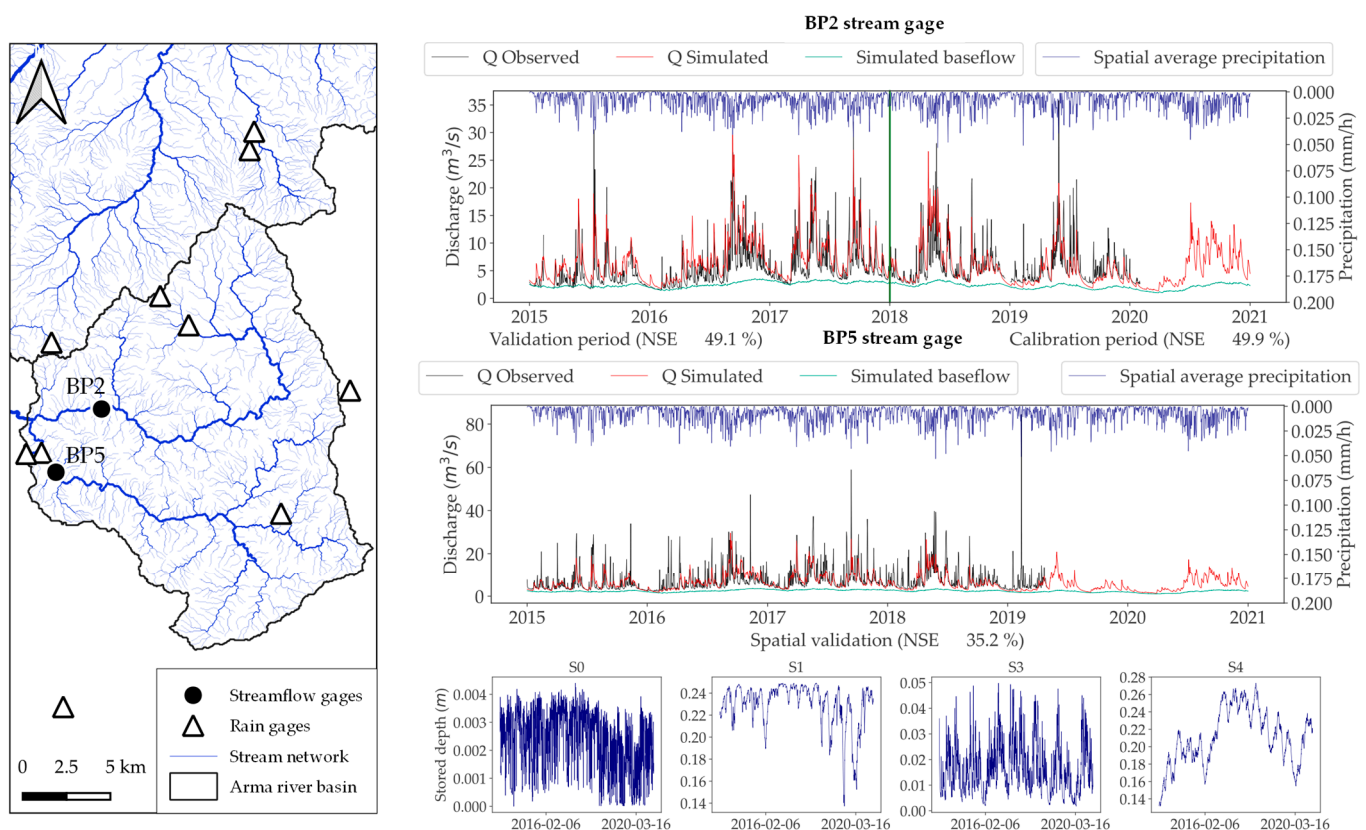 BP2
BP5
Streamflow gages
Rain gages
Stream network
Arma river basin
0 2.5 5 km
BP2 stream gage
Q Observed Q Simulated Simulated baseflow Spatial average precipitation
Discharge (m³/s)
35
30
25
20
15
10
5
0
0.000
0.025
0.050
0.075
0.100
0.125
0.150
0.175
0.200
Precipitation (mm/h)
2015 2016 2017 2018 2019 2020 2021
Validation period (NSE 49.1 %) Calibration period (NSE 49.9 %)
BP5 stream gage
Q Observed Q Simulated Simulated baseflow Spatial average precipitation
Discharge (m³/s)
80
60
40
20
0
0.000
0.025
0.050
0.075
0.100
0.125
0.150
0.175
0.200
Precipitation (mm/h)
2015 2016 2017 2018 2019 2020 2021
Spatial validation (NSE 35.2 %)
S0
Stored depth (m)
0.004
0.003
0.002
0.001
0.000
2016-02-06 2020-03-16
S1
0.24
0.22
0.20
0.18
0.16
0.14
2016-02-06 2020-03-16
S3
0.05
0.04
0.03
0.02
0.01
0.00
2016-02-06 2020-03-16
S4
0.28
0.26
0.24
0.22
0.20
0.18
0.16
0.14
2016-02-06 2020-03-16